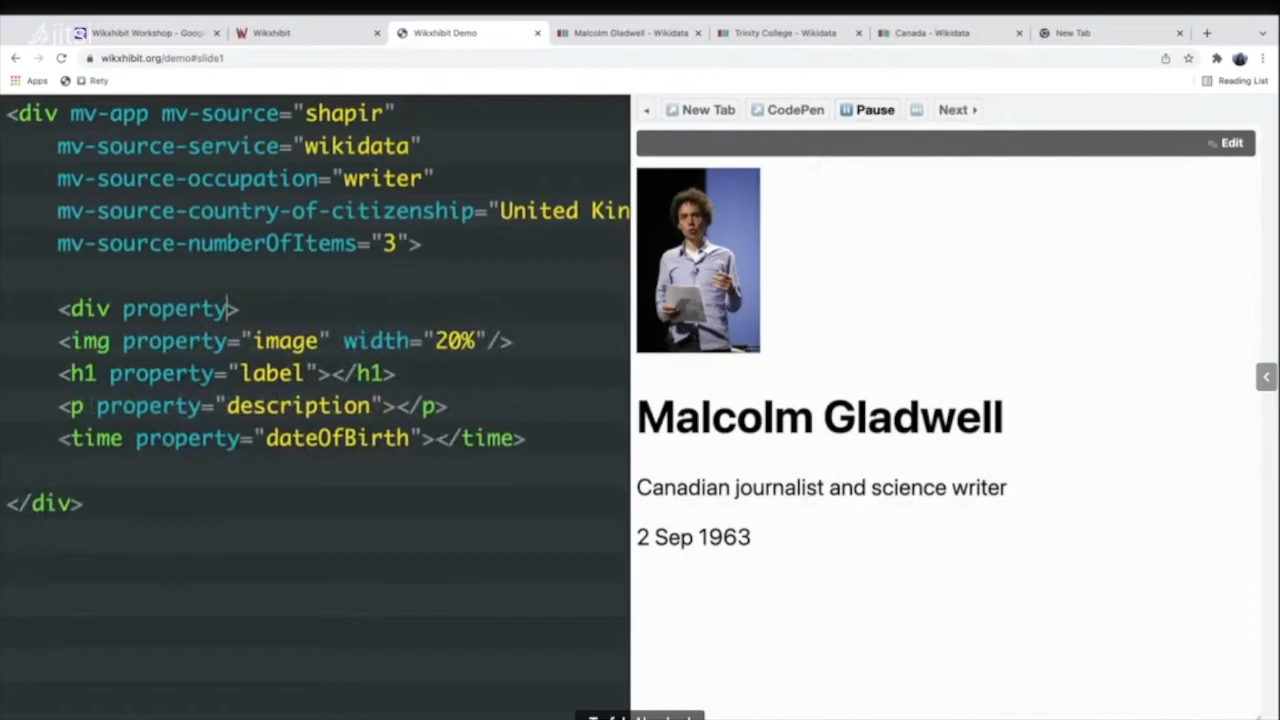 jitsi
Wikxhibit Workshop - Goog
Wikxhibit
Wikxhibit Demo
Malcolm Gladwell - Wikidata
Trinity College - Wikidata
Canada - Wikidata
New Tab
wikxhibit.org/demo#slide1
Apps
Rety
Reading List
<div mv-app mv-source="shapir"
mv-source-service="wikidata"
mv-source-occupation="writer"
mv-source-country-of-citizenship="United Kin
mv-source-numberOfItems="3">
<div property>
<img property="image" width="20%"/>
<h1 property="label"></h1>
<p property="description"></p>
<time property="dateOfBirth"></time>
</div>
New Tab
CodePen
Pause
Next
Edit
Malcolm Gladwell
Canadian journalist and science writer
2 Sep 1963